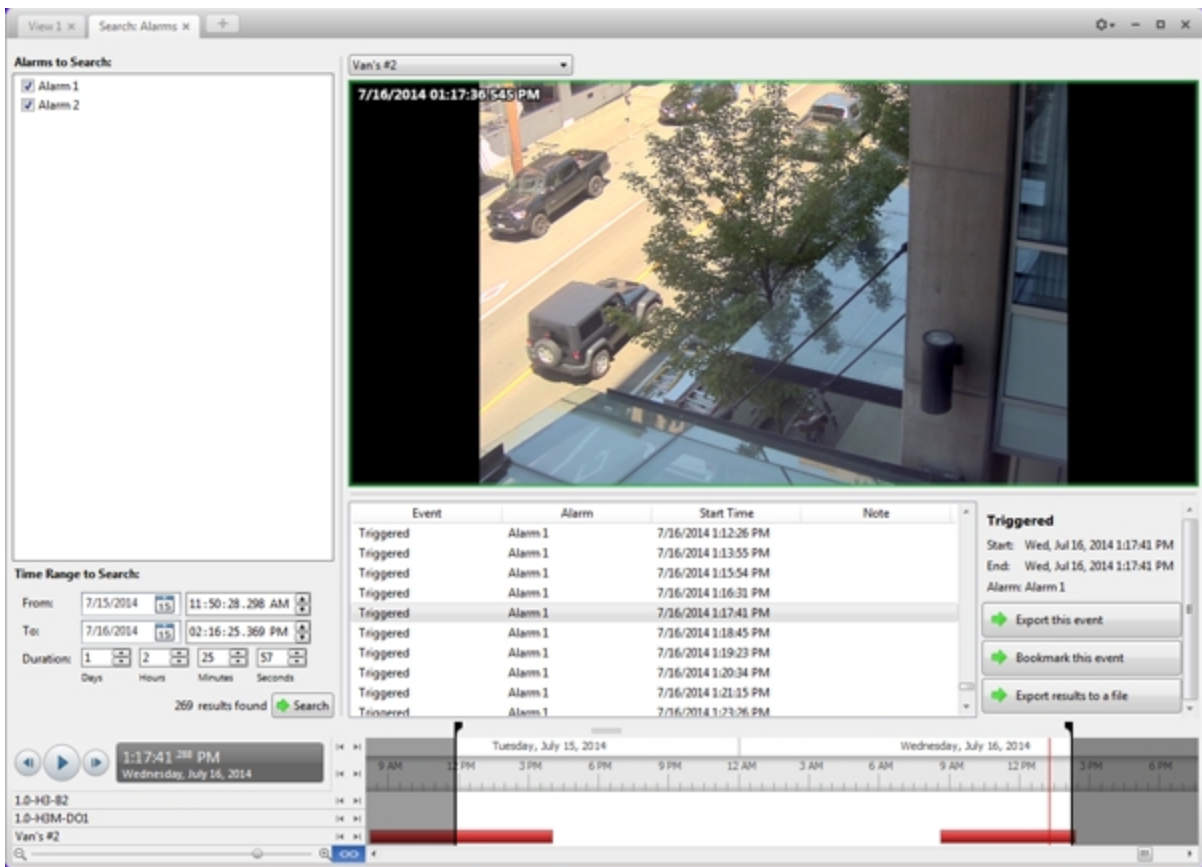 View 1 ×
Search: Alarms ×
+
Alarms to Search:
Alarm 1
Alarm 2
Van's #2
7/16/2014 01:17:36.545 PM
Event Alarm Start Time Note
Triggered Alarm 1 7/16/2014 1:12:26 PM
Triggered Alarm 1 7/16/2014 1:13:55 PM
Triggered Alarm 1 7/16/2014 1:15:54 PM
Triggered Alarm 1 7/16/2014 1:16:31 PM
Triggered Alarm 1 7/16/2014 1:17:41 PM
Triggered Alarm 1 7/16/2014 1:18:45 PM
Triggered Alarm 1 7/16/2014 1:19:23 PM
Triggered Alarm 1 7/16/2014 1:20:34 PM
Triggered Alarm 1 7/16/2014 1:21:15 PM
Triggered Alarm 1 7/16/2014 1:23:26 PM
Triggered
Start: Wed, Jul 16, 2014 1:17:41 PM
End: Wed, Jul 16, 2014 1:17:41 PM
Alarm: Alarm 1
Export this event
Bookmark this event
Export results to a file
Time Range to Search:
From: 7/15/2014 15 11:50:28.298 AM
To: 7/16/2014 15 02:16:25.369 PM
Duration: 1 2 25 57
Days Hours Minutes Seconds
269 results found Search
1:17:41.288 PM
Wednesday, July 16, 2014
Tuesday, July 15, 2014 Wednesday, July 16, 2014
9 AM 12 PM 3 PM 6 PM 9 PM 12 AM 3 AM 6 AM 9 AM 12 PM 3 PM 6 PM
1.0-H3-B2
1.0-H3M-DO1
Van's #2